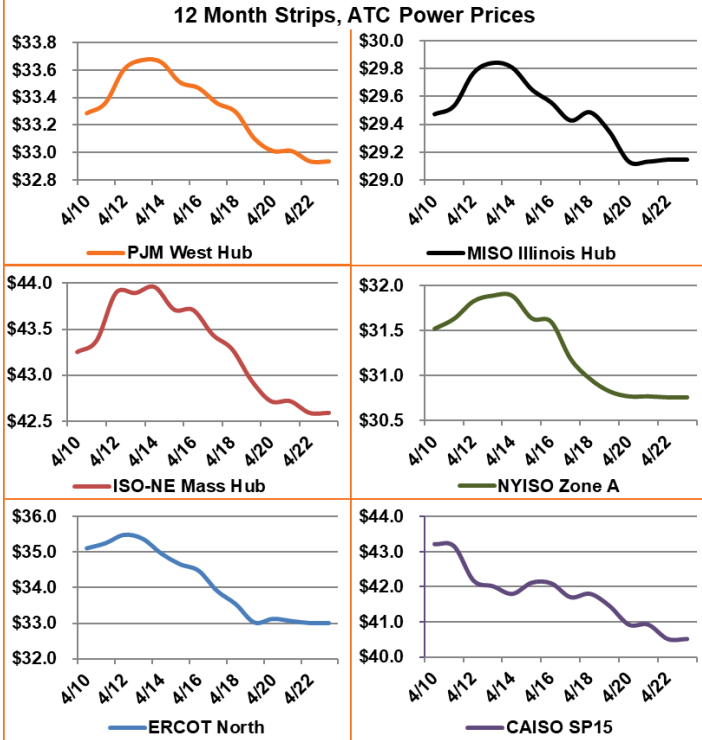 12 Month Strips, ATC Power Prices
$33.8
$33.6
$33.4
$33.2
$33.0
$32.8
4/10 4/12 4/14 4/16 4/18 4/20 4/22
PJM West Hub
$30.0
$29.8
$29.6
$29.4
$29.2
$29.0
4/10 4/12 4/14 4/16 4/18 4/20 4/22
MISO Illinois Hub
$44.0
$43.5
$43.0
$42.5
4/10 4/12 4/14 4/16 4/18 4/20 4/22
ISO-NE Mass Hub
$32.0
$31.5
$31.0
$30.5
4/10 4/12 4/14 4/16 4/18 4/20 4/22
NYISO Zone A
$36.0
$35.0
$34.0
$33.0
$32.0
4/10 4/12 4/14 4/16 4/18 4/20 4/22
ERCOT North
$44.0
$43.0
$42.0
$41.0
$40.0
4/10 4/12 4/14 4/16 4/18 4/20 4/22
CAISO SP15